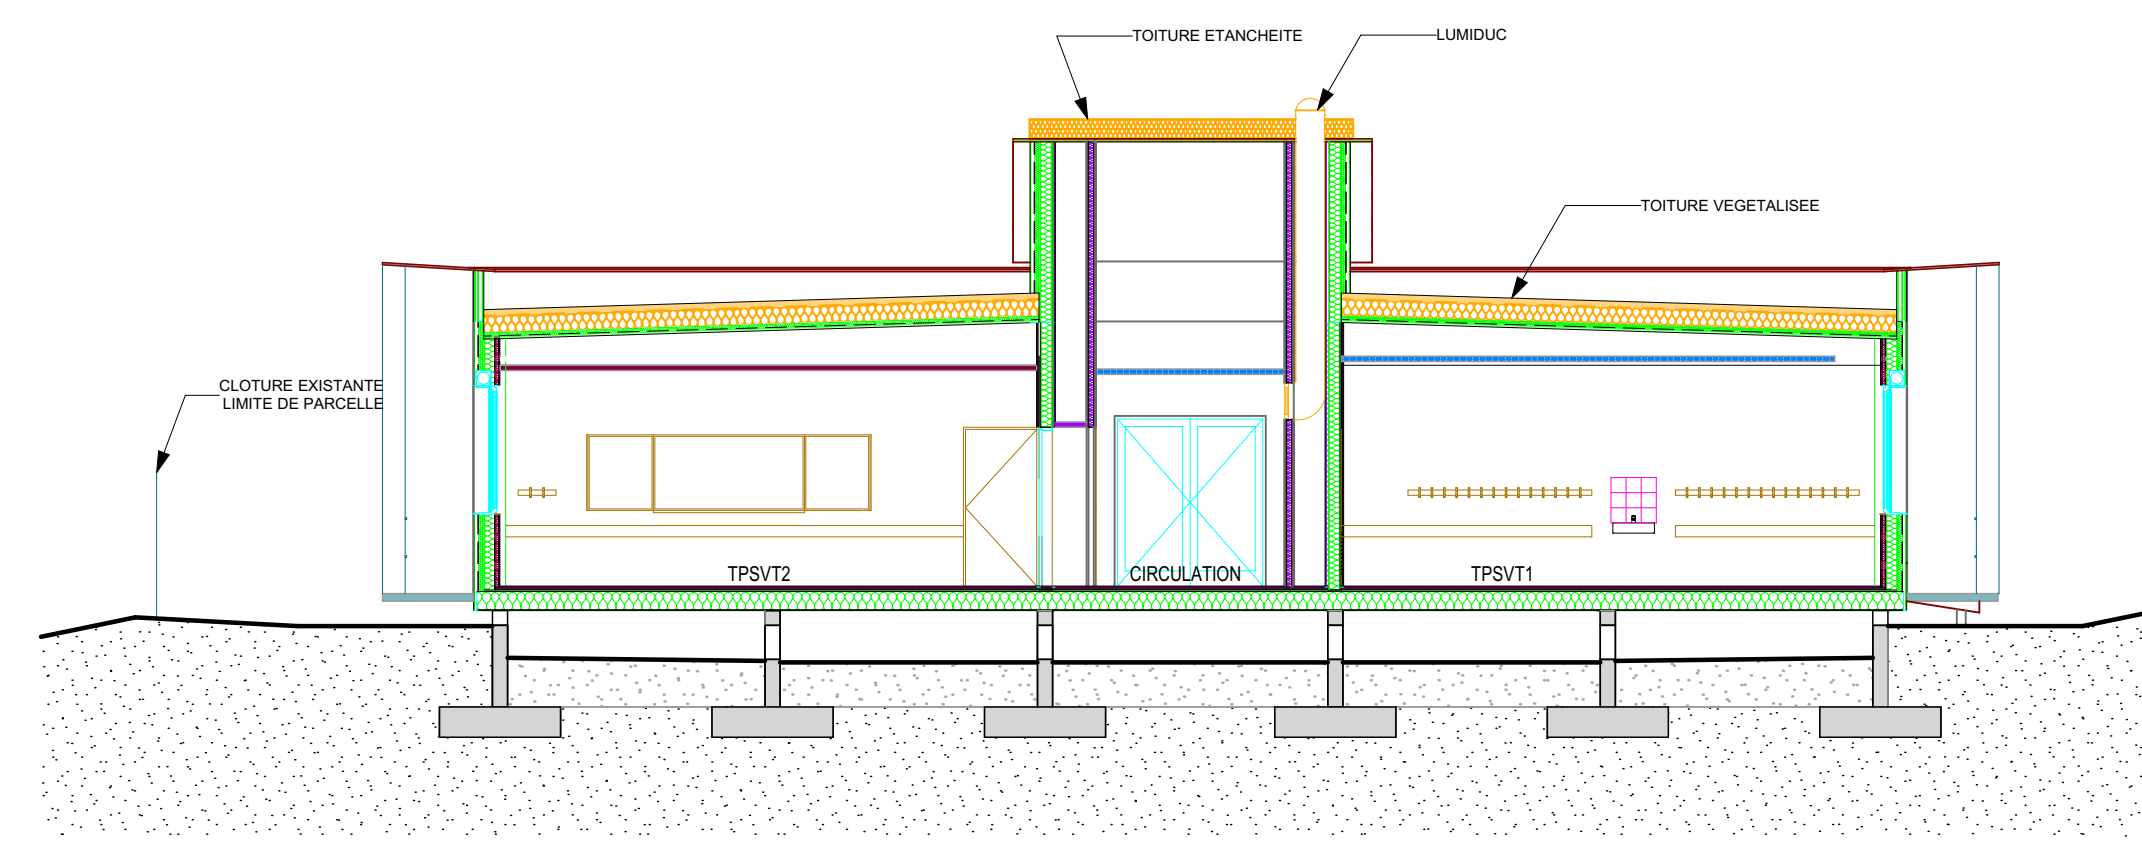 TOITURE ETANCHEITE
LUMIDUC
TOITURE VEGETALISEE
CLOTURE EXISTANTE
LIMITE DE PARCELLE
TPSVT2
CIRCULATION
TPSVT1